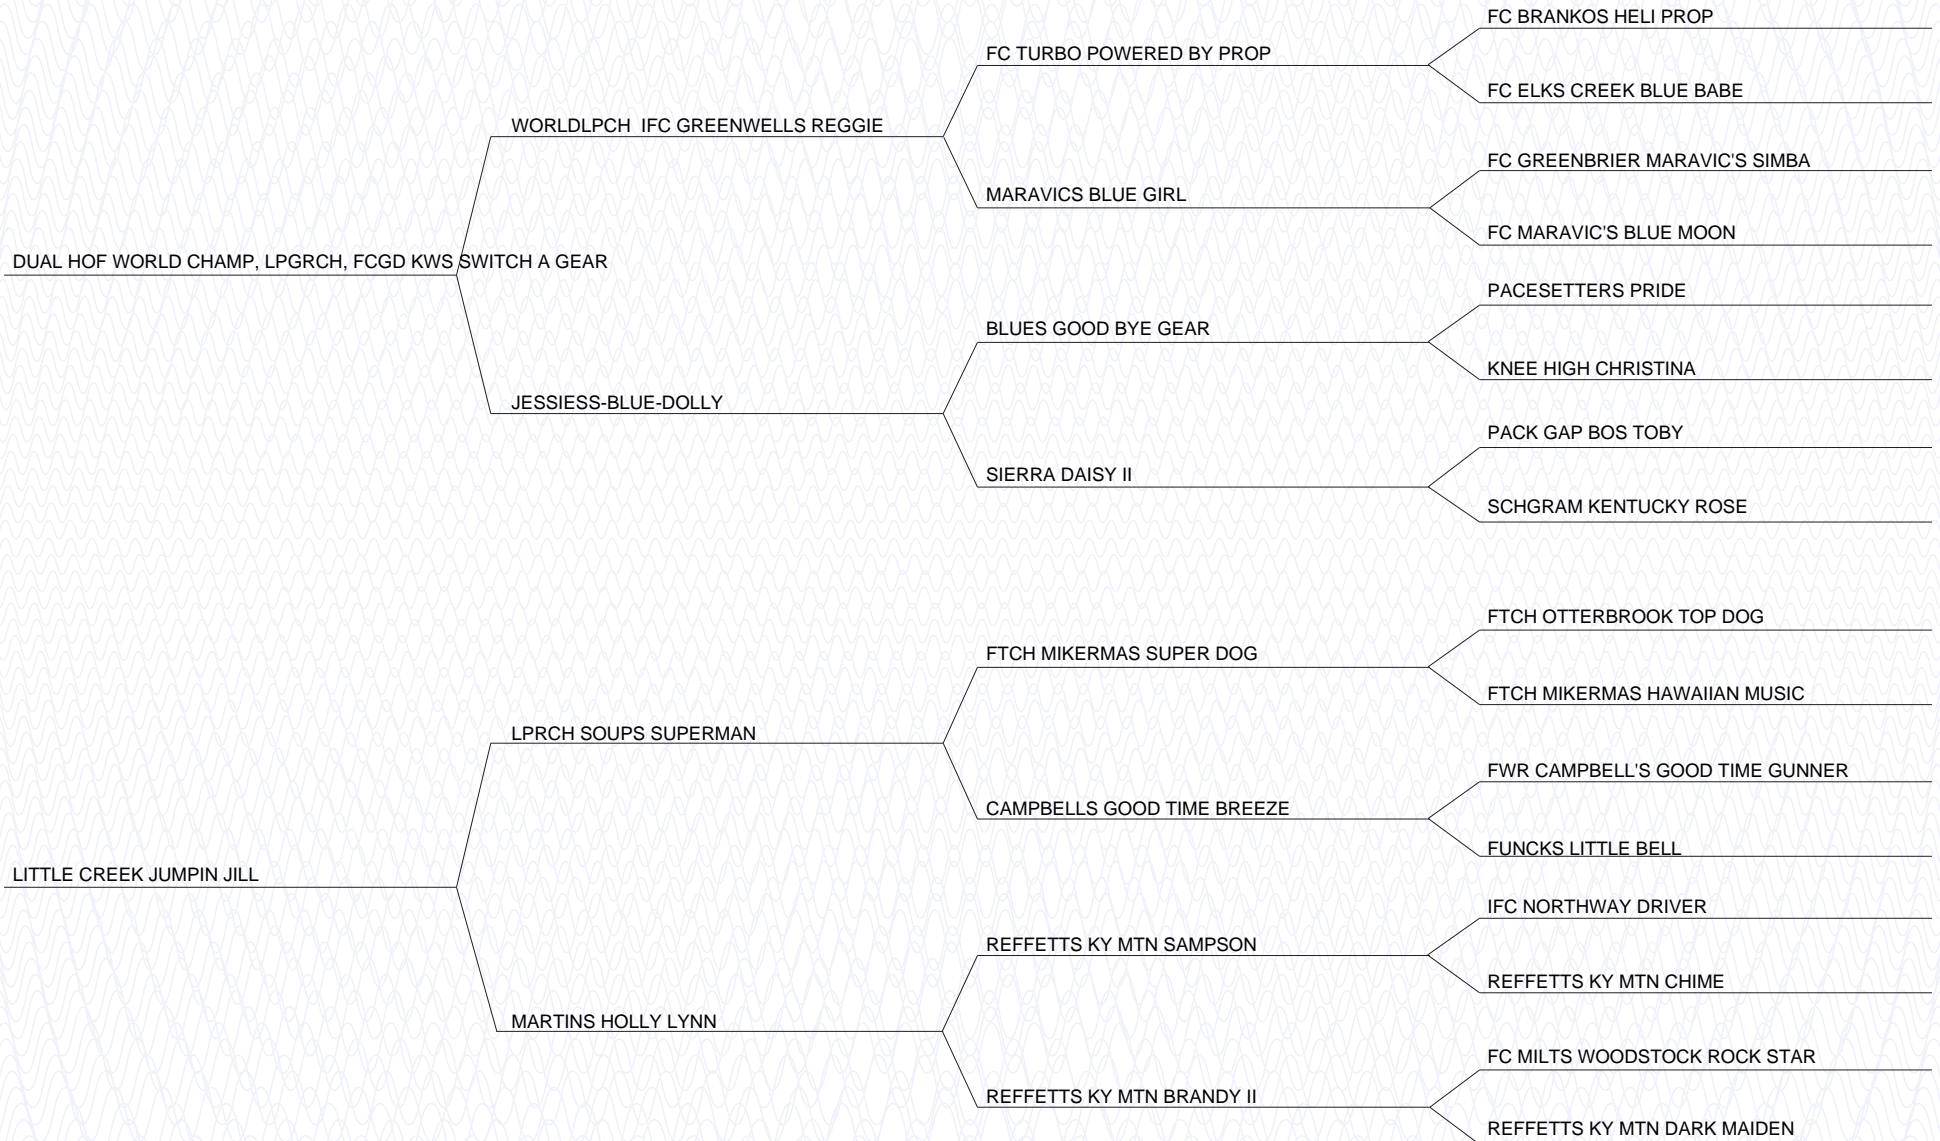 FC BRANKOS HELI PROP
FC TURBO POWERED BY PROP
FC ELKS CREEK BLUE BABE
WORLDLPCH  IFC GREENWELLS REGGIE
FC GREENBRIER MARAVIC'S SIMBA
MARAVICS BLUE GIRL
FC MARAVIC'S BLUE MOON
DUAL HOF WORLD CHAMP, LPGRCH, FCGD KWS SWITCH A GEAR
PACESETTERS PRIDE
BLUES GOOD BYE GEAR
KNEE HIGH CHRISTINA
JESSIESS-BLUE-DOLLY
PACK GAP BOS TOBY
SIERRA DAISY II
SCHGRAM KENTUCKY ROSE
FTCH OTTERBROOK TOP DOG
FTCH MIKERMAS SUPER DOG
FTCH MIKERMAS HAWAIIAN MUSIC
LPRCH SOUPS SUPERMAN
FWR CAMPBELL'S GOOD TIME GUNNER
CAMPBELLS GOOD TIME BREEZE
FUNCKS LITTLE BELL
LITTLE CREEK JUMPIN JILL
IFC NORTHWAY DRIVER
REFFETTS KY MTN SAMPSON
REFFETTS KY MTN CHIME
MARTINS HOLLY LYNN
FC MILTS WOODSTOCK ROCK STAR
REFFETTS KY MTN BRANDY II
REFFETTS KY MTN DARK MAIDEN